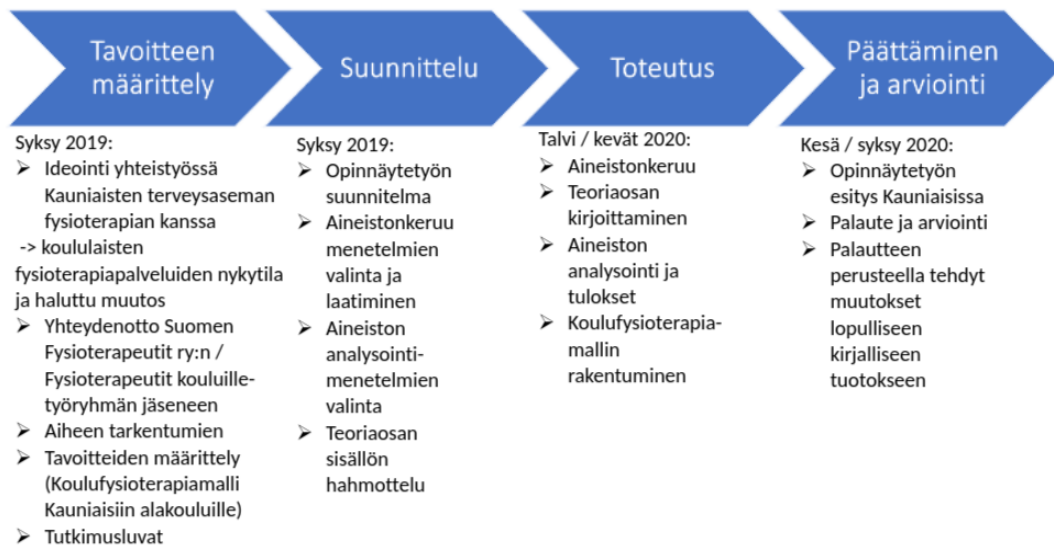 Tavoitteen
määrittely
Syksy 2019:
➢ Ideointi yhteistyössä
Kauniaisten terveysaseman
fysioterapian kanssa
-> koululaisten
fysioterapiapalveluiden nykytila
ja haluttu muutos
➢ Yhteydenotto Suomen
Fysioterapeutit ry:n /
Fysioterapeutit kouluille-
työryhmän jäseneen
➢ Aiheen tarkentumien
➢ Tavoitteiden määrittely
(Koulufysioterapiamalli
Kauniaisiin alakouluille)
➢ Tutkimusluvat
Suunnittelu
Syksy 2019:
➢ Opinnäytetyön
suunnitelma
➢ Aineistonkeruu
menetelmien
valinta ja
laatiminen
➢ Aineiston
analysointi-
menetelmien
valinta
➢ Teoriaosan
sisällön
hahmottelu
Toteutus
Talvi / kevät 2020:
➢ Aineistonkeruu
➢ Teoriaosan
kirjoittaminen
➢ Aineiston
analysointi ja
tulokset
➢ Koulufysioterapia-
mallin
rakentuminen
Päättäminen
ja arviointi
Kesä / syksy 2020:
➢ Opinnäytetyön
esitys Kauniaisissa
➢ Palaute ja arviointi
➢ Palautteen
perusteella tehdyt
muutokset
lopulliseen
kirjalliseen
tuotokseen